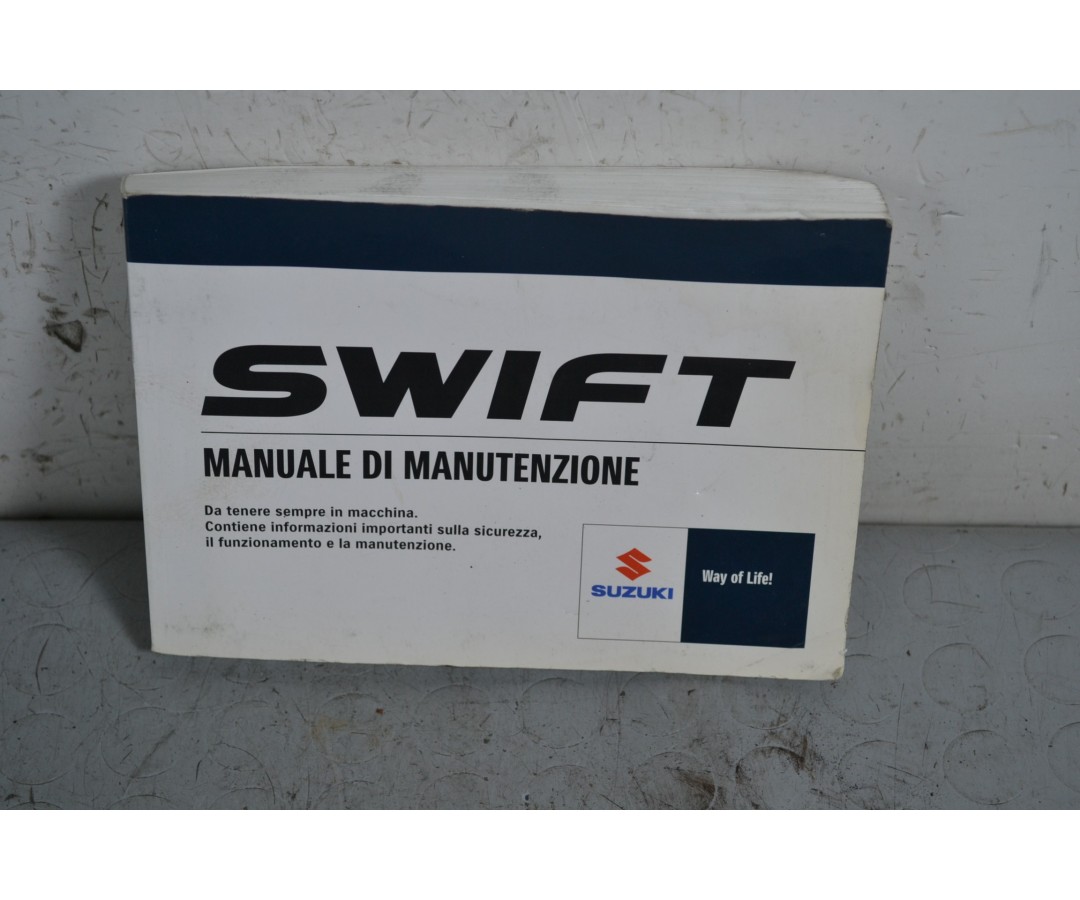 SWIFT
MANUALE DI MANUTENZIONE
Da tenere sempre in macchina.
Contiene informazioni importanti sulla sicurezza,
il funzionamento e la manutenzione.
SUZUKI
Way of Life!